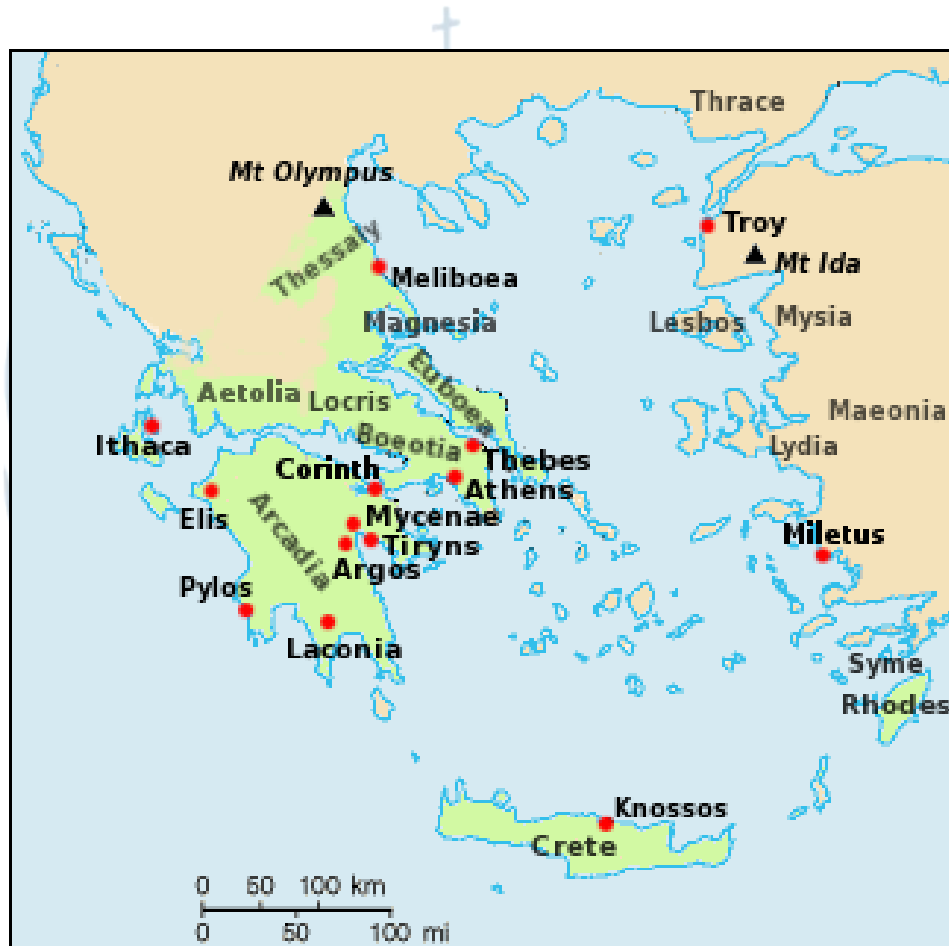 Thrace
Mt Olympus
Troy
Thessaly
Mt Ida
Meliboea
Magnesia
Lesbos
Mysia
Euboea
Aetolia
Locris
Maeonia
Ithaca
Boeotia
Lydia
Thebes
Corinth
Athens
Elis
Arcadia
Mycenae
Tiryns
Miletus
Argos
Pylos
Laconia
Syme
Rhodes
Knossos
Crete
0 50 100 km
0 50 100 mi